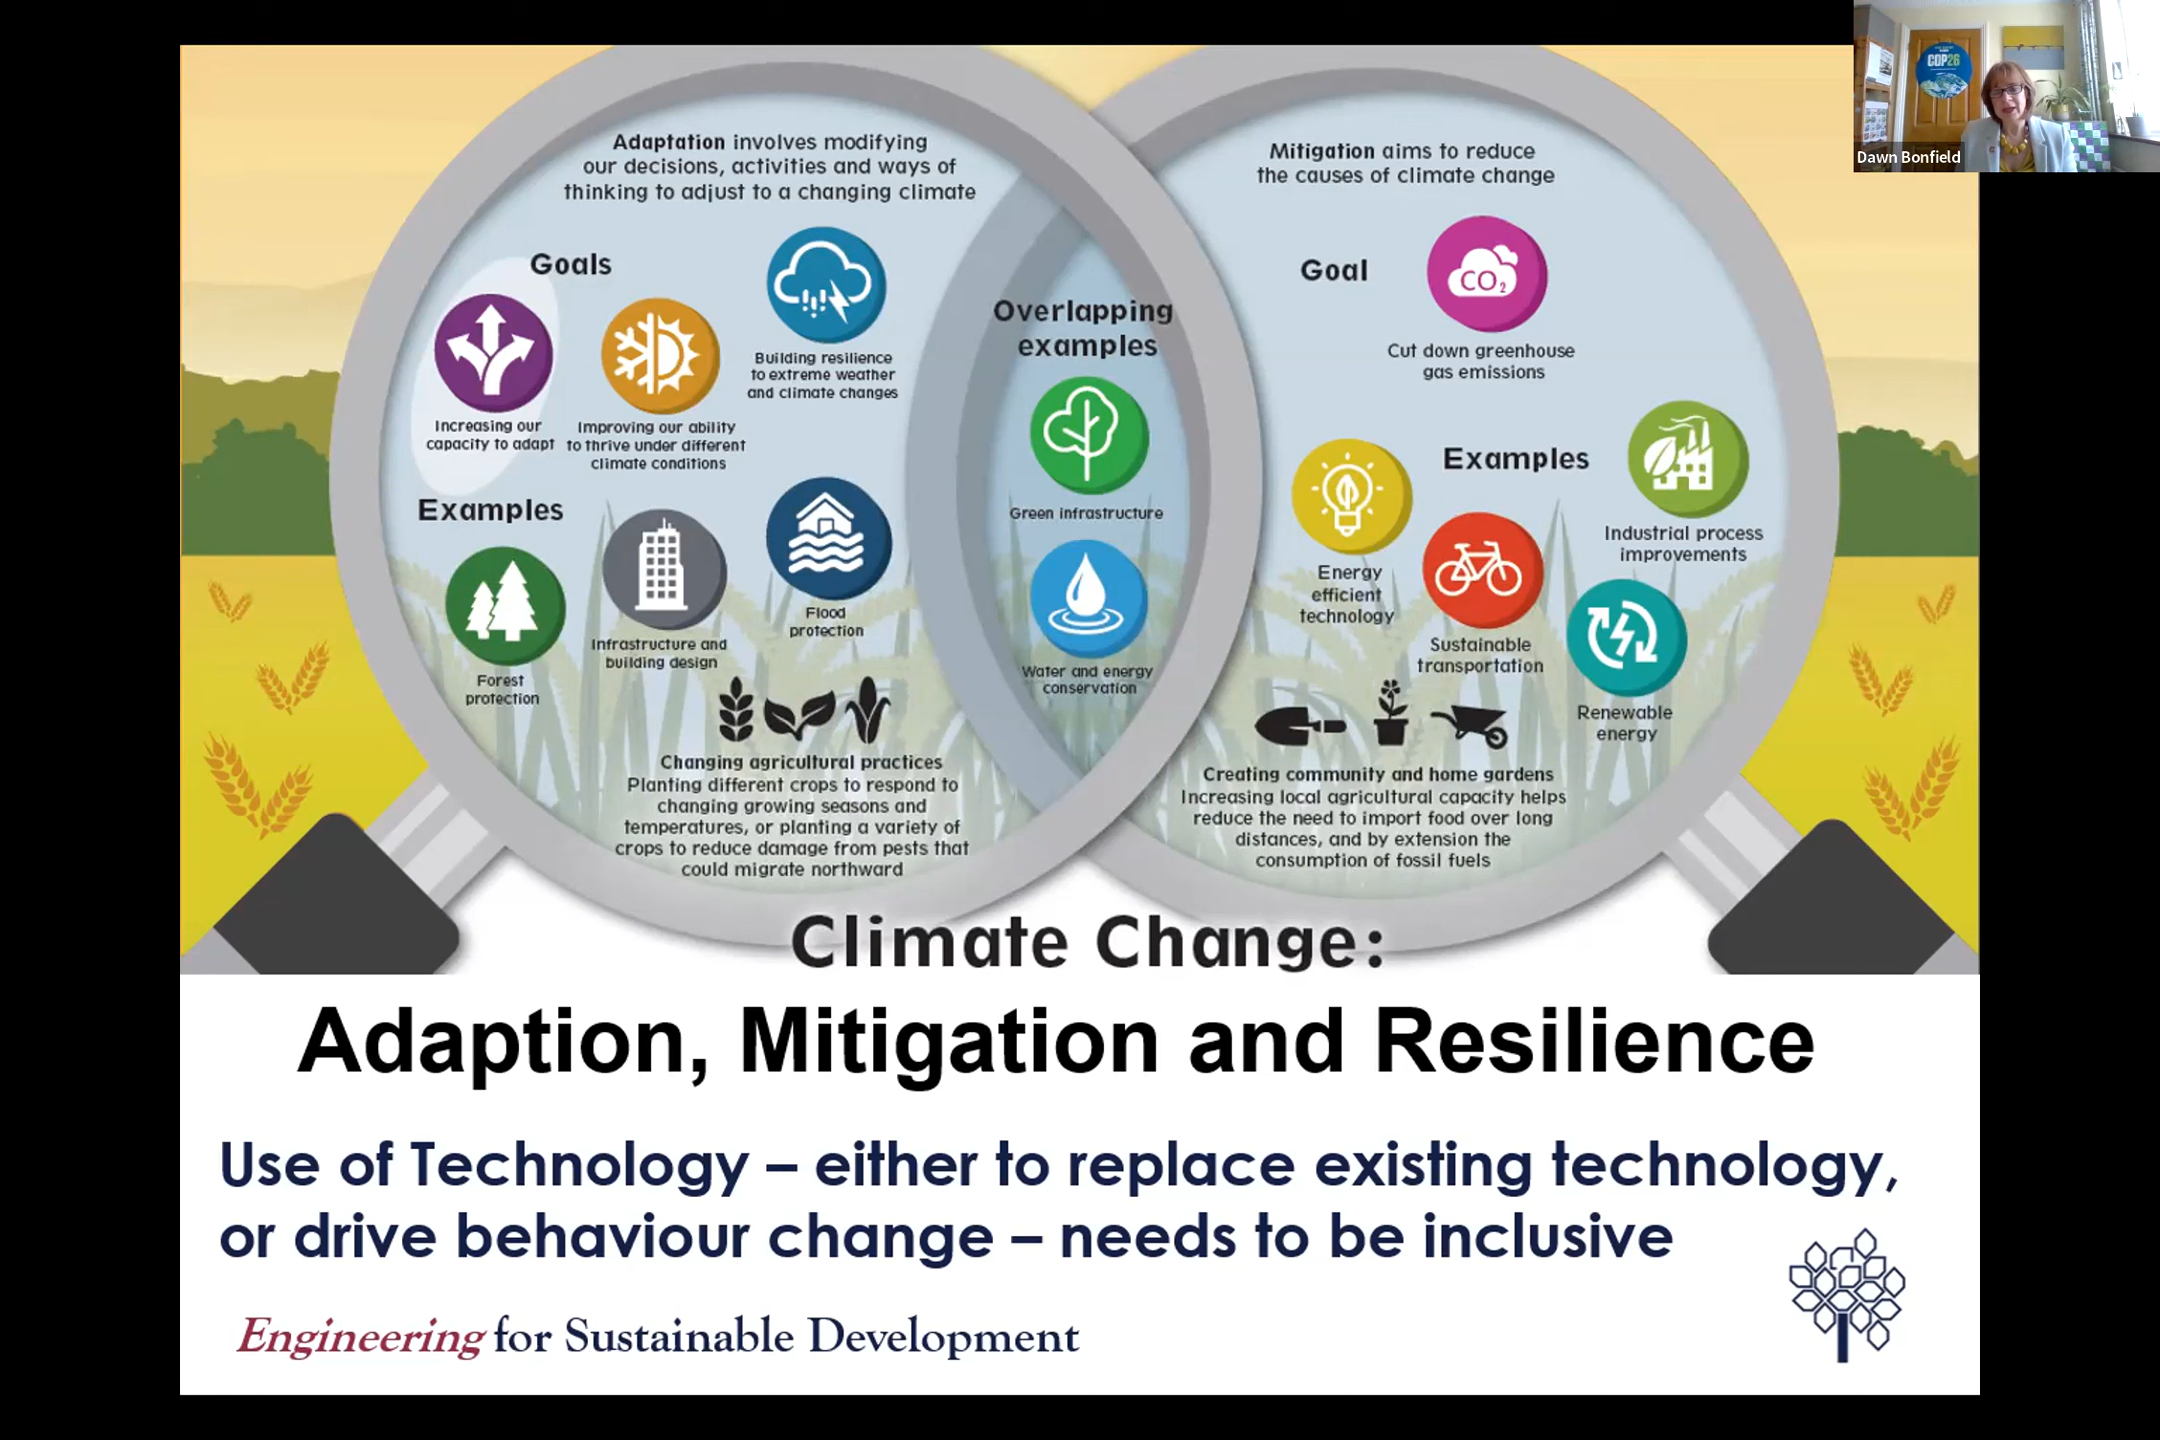 Adaptation involves modifying
our decisions, activities and ways of
thinking to adjust to a changing climate
Goals
Increasing our
capacity to adapt
Improving our ability
to thrive under different
climate conditions
Building resilience
to extreme weather
and climate changes
Examples
Forest
protection
Infrastructure and
building design
Flood
protection
Changing agricultural practices
Planting different crops to respond to
changing growing seasons and
temperatures, or planting a variety of
crops to reduce damage from pests that
could migrate northward
Overlapping
examples
Green infrastructure
Water and energy
conservation
Mitigation aims to reduce
the causes of climate change
Goal
CO2
Cut down greenhouse
gas emissions
Examples
Energy
efficient
technology
Sustainable
transportation
Industrial process
improvements
Renewable
energy
Creating community and home gardens
Increasing local agricultural capacity helps
reduce the need to import food over long
distances, and by extension the
consumption of fossil fuels
COP26
Dawn Bonfield
Climate Change:
Adaption, Mitigation and Resilience
Use of Technology – either to replace existing technology,
or drive behaviour change – needs to be inclusive
Engineering for Sustainable Development